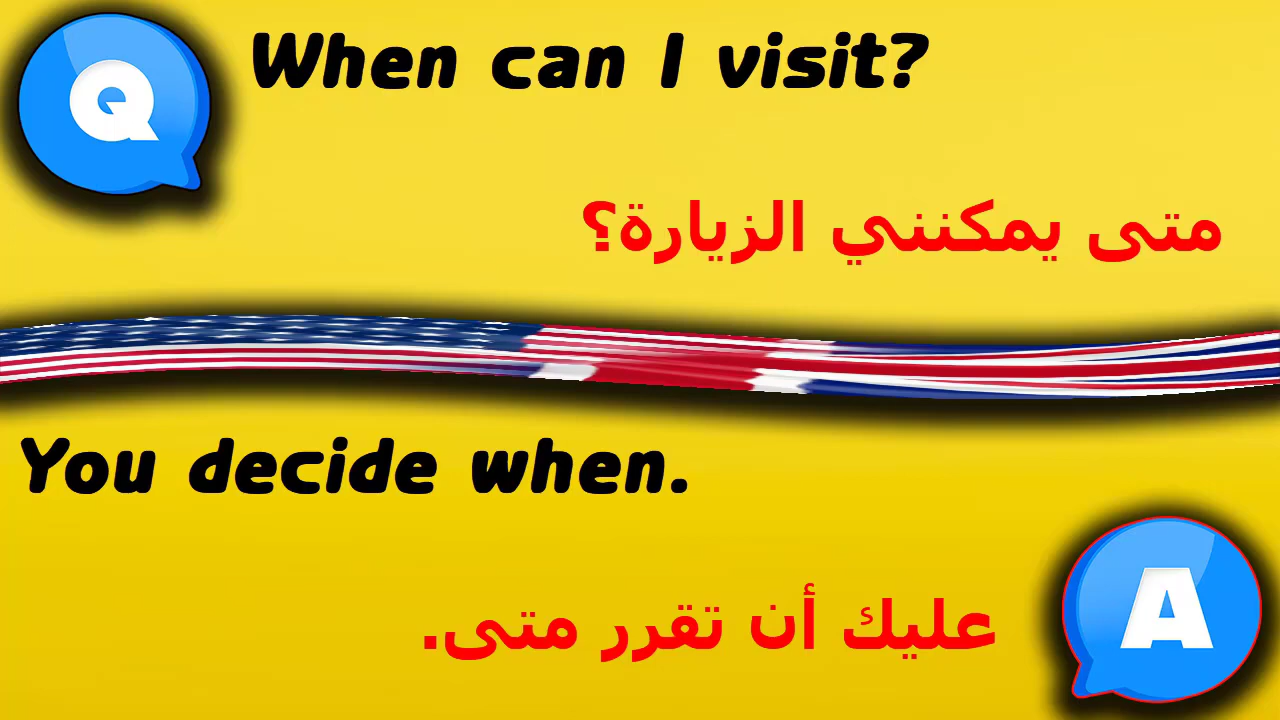 Q
When can I visit?
متى يمكنني الزيارة؟
You decide when.
عليك أن تقرر متى.
A